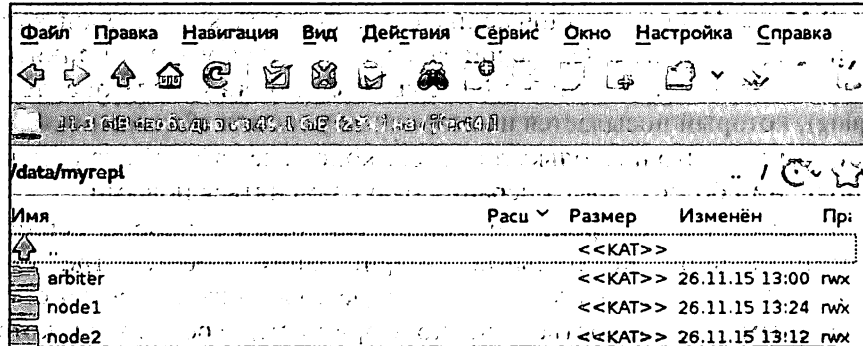 Файл Правка Навигация Вид Действия Сервис Окно Настройка Справка
/data/myrepl
.. /
Имя Расш Размер Изменён Пра
.. <<КАТ>>
arbiter <<КАТ>> 26.11.15 13:00 rwx
node1 <<КАТ>> 26.11.15 13:24 rwx
node2 <<КАТ>> 26.11.15 13:12 rwx